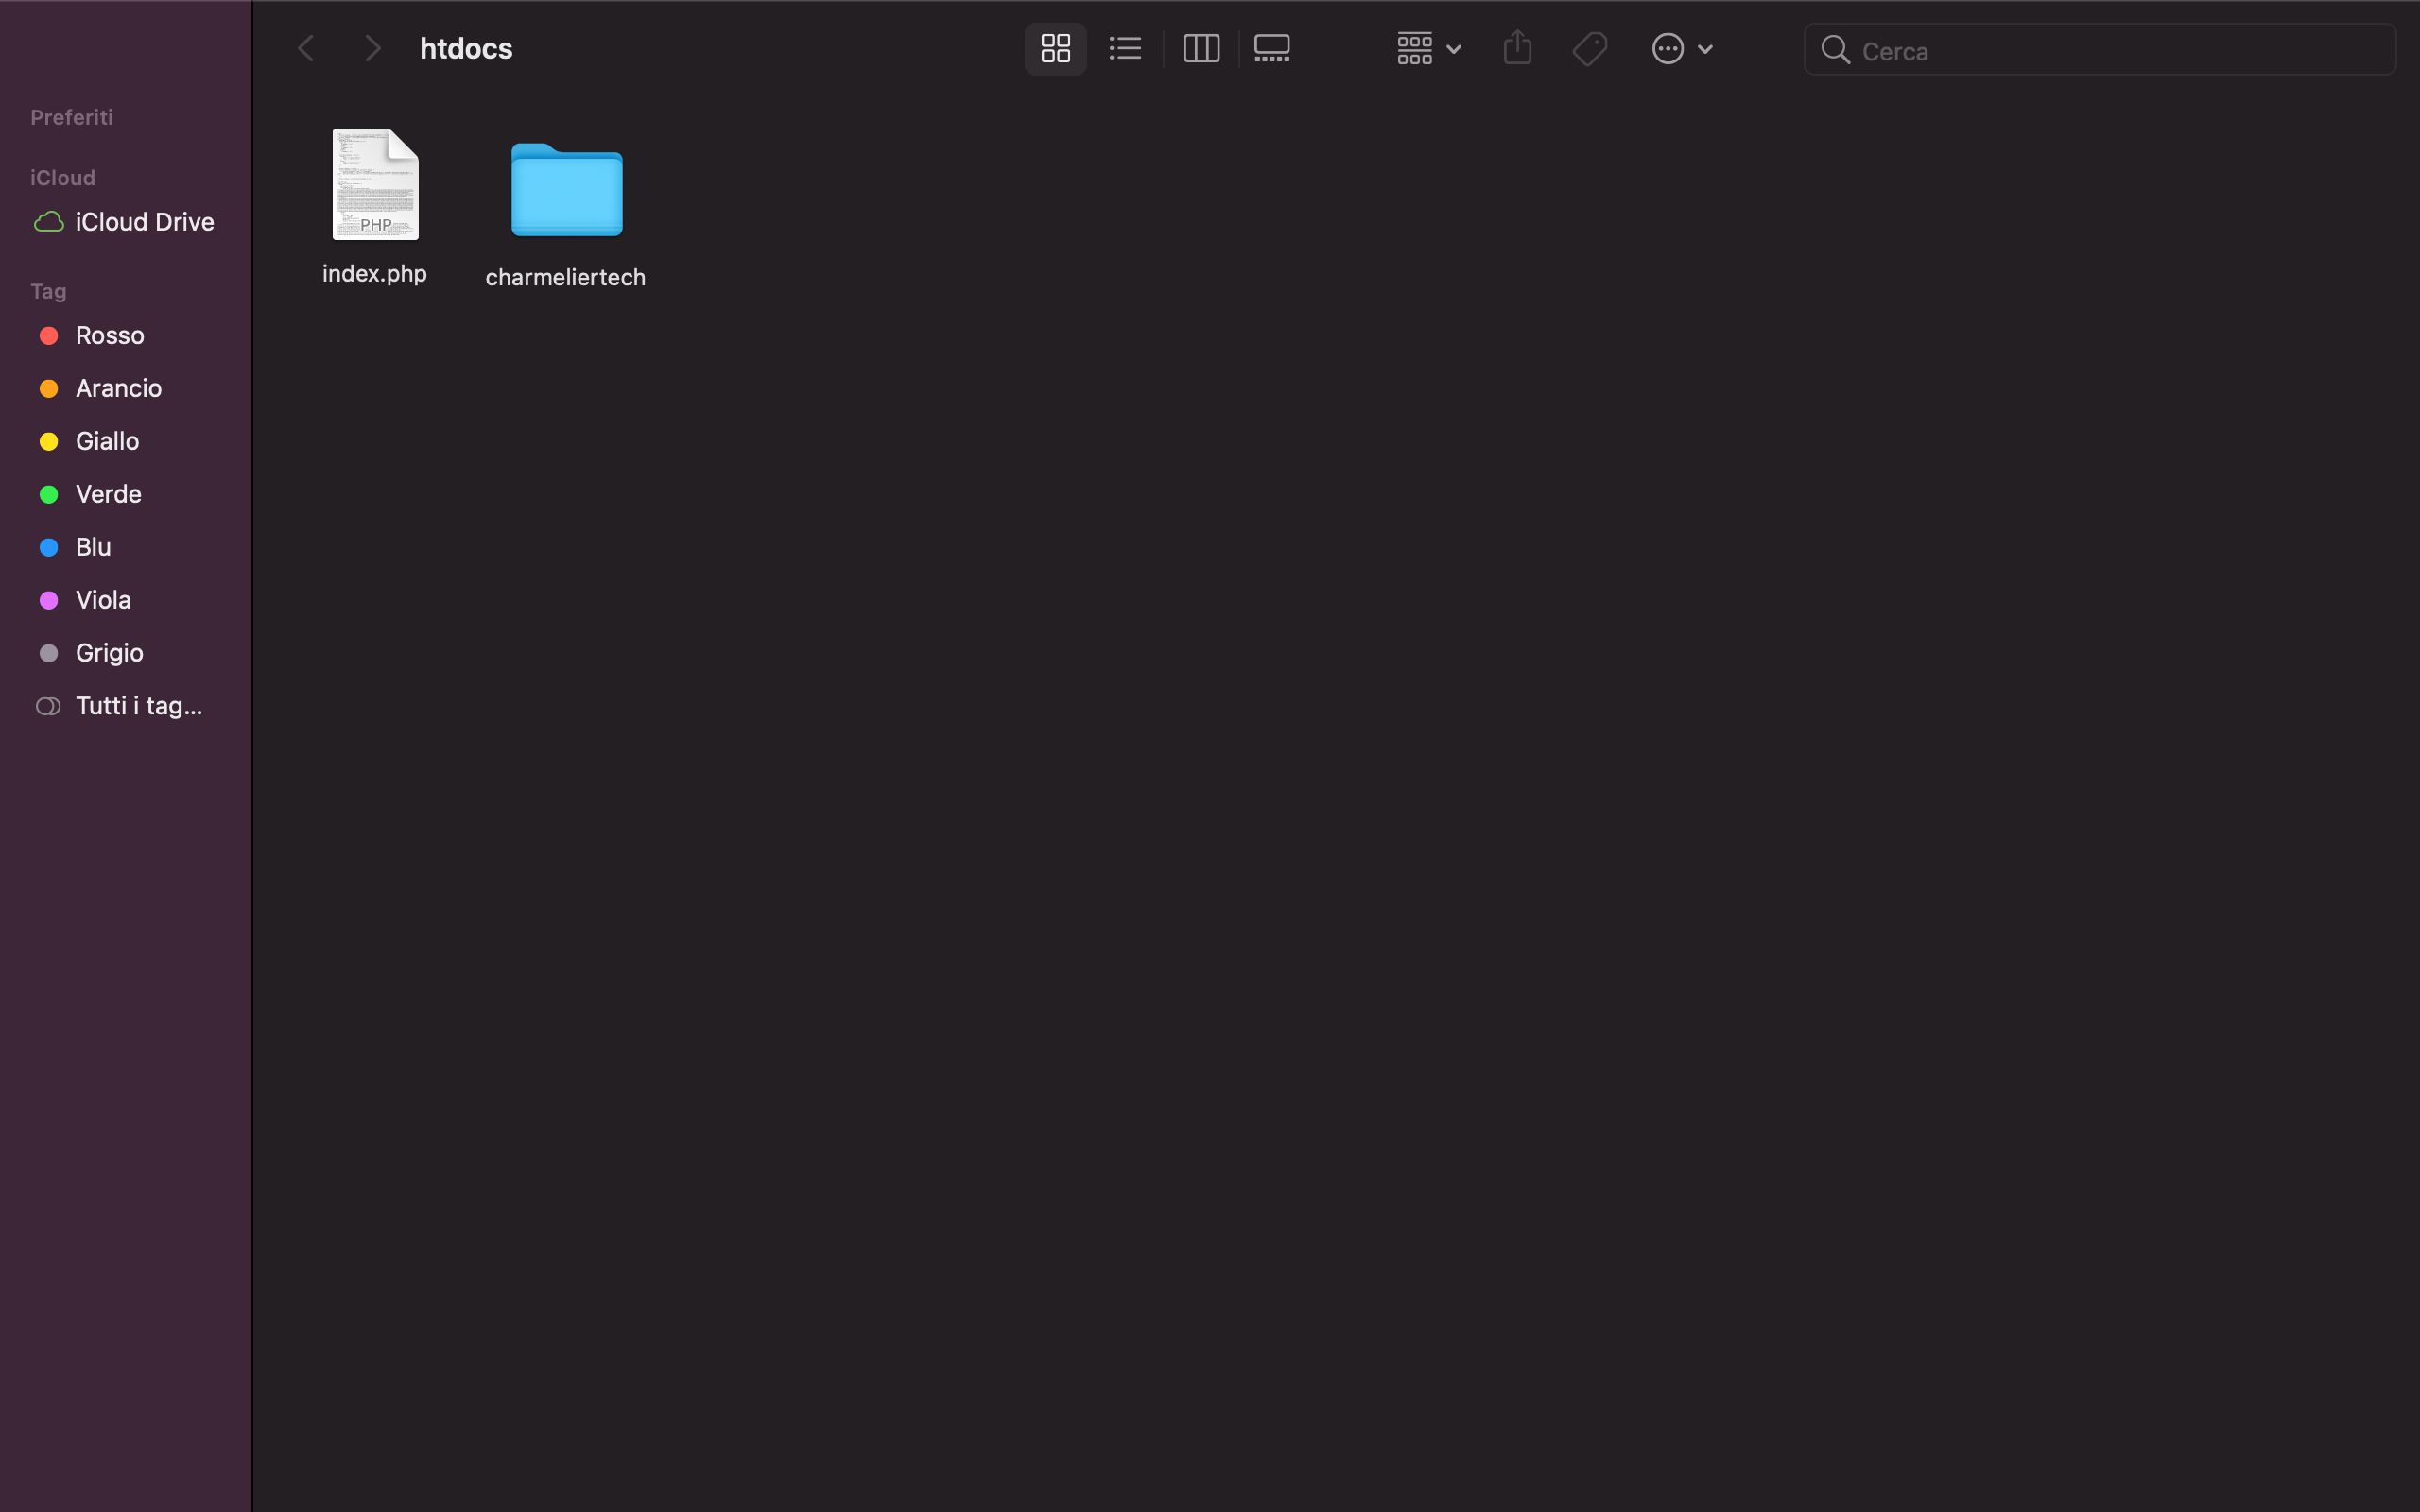 htdocs
Cerca
Preferiti
iCloud
iCloud Drive
Tag
Rosso
Arancio
Giallo
Verde
Blu
Viola
Grigio
Tutti i tag...
PHP
index.php
charmeliertech